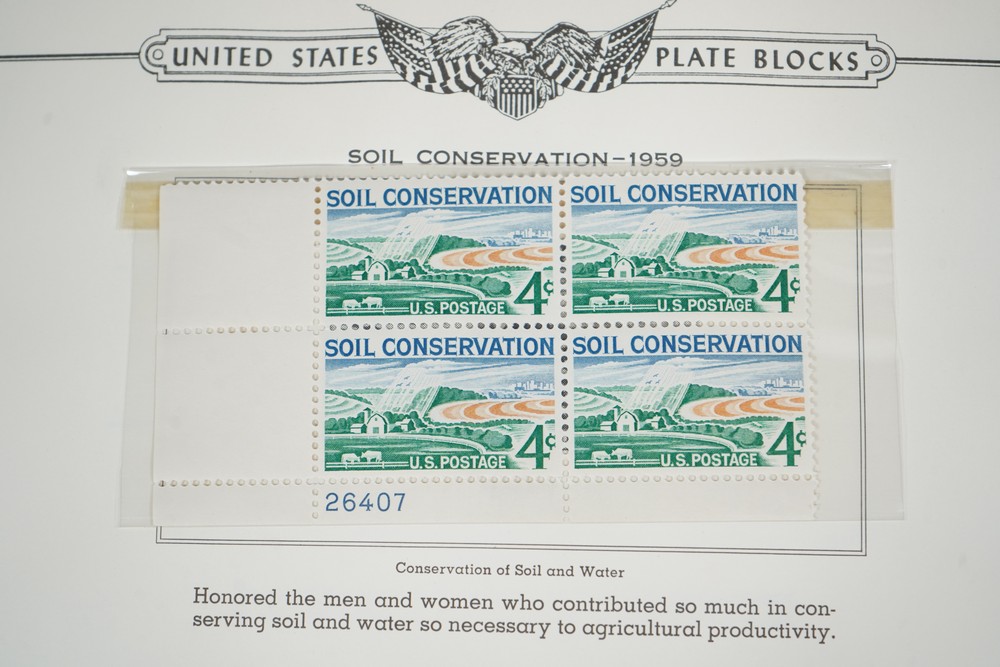 UNITED STATES PLATE BLOCKS
SOIL CONSERVATION-1959
SOIL CONSERVATION
4¢
U.S. POSTAGE
SOIL CONSERVATION
4¢
U.S. POSTAGE
SOIL CONSERVATION
4¢
U.S. POSTAGE
SOIL CONSERVATION
4¢
U.S. POSTAGE
26407
Conservation of Soil and Water
Honored the men and women who contributed so much in con-
serving soil and water so necessary to agricultural productivity.